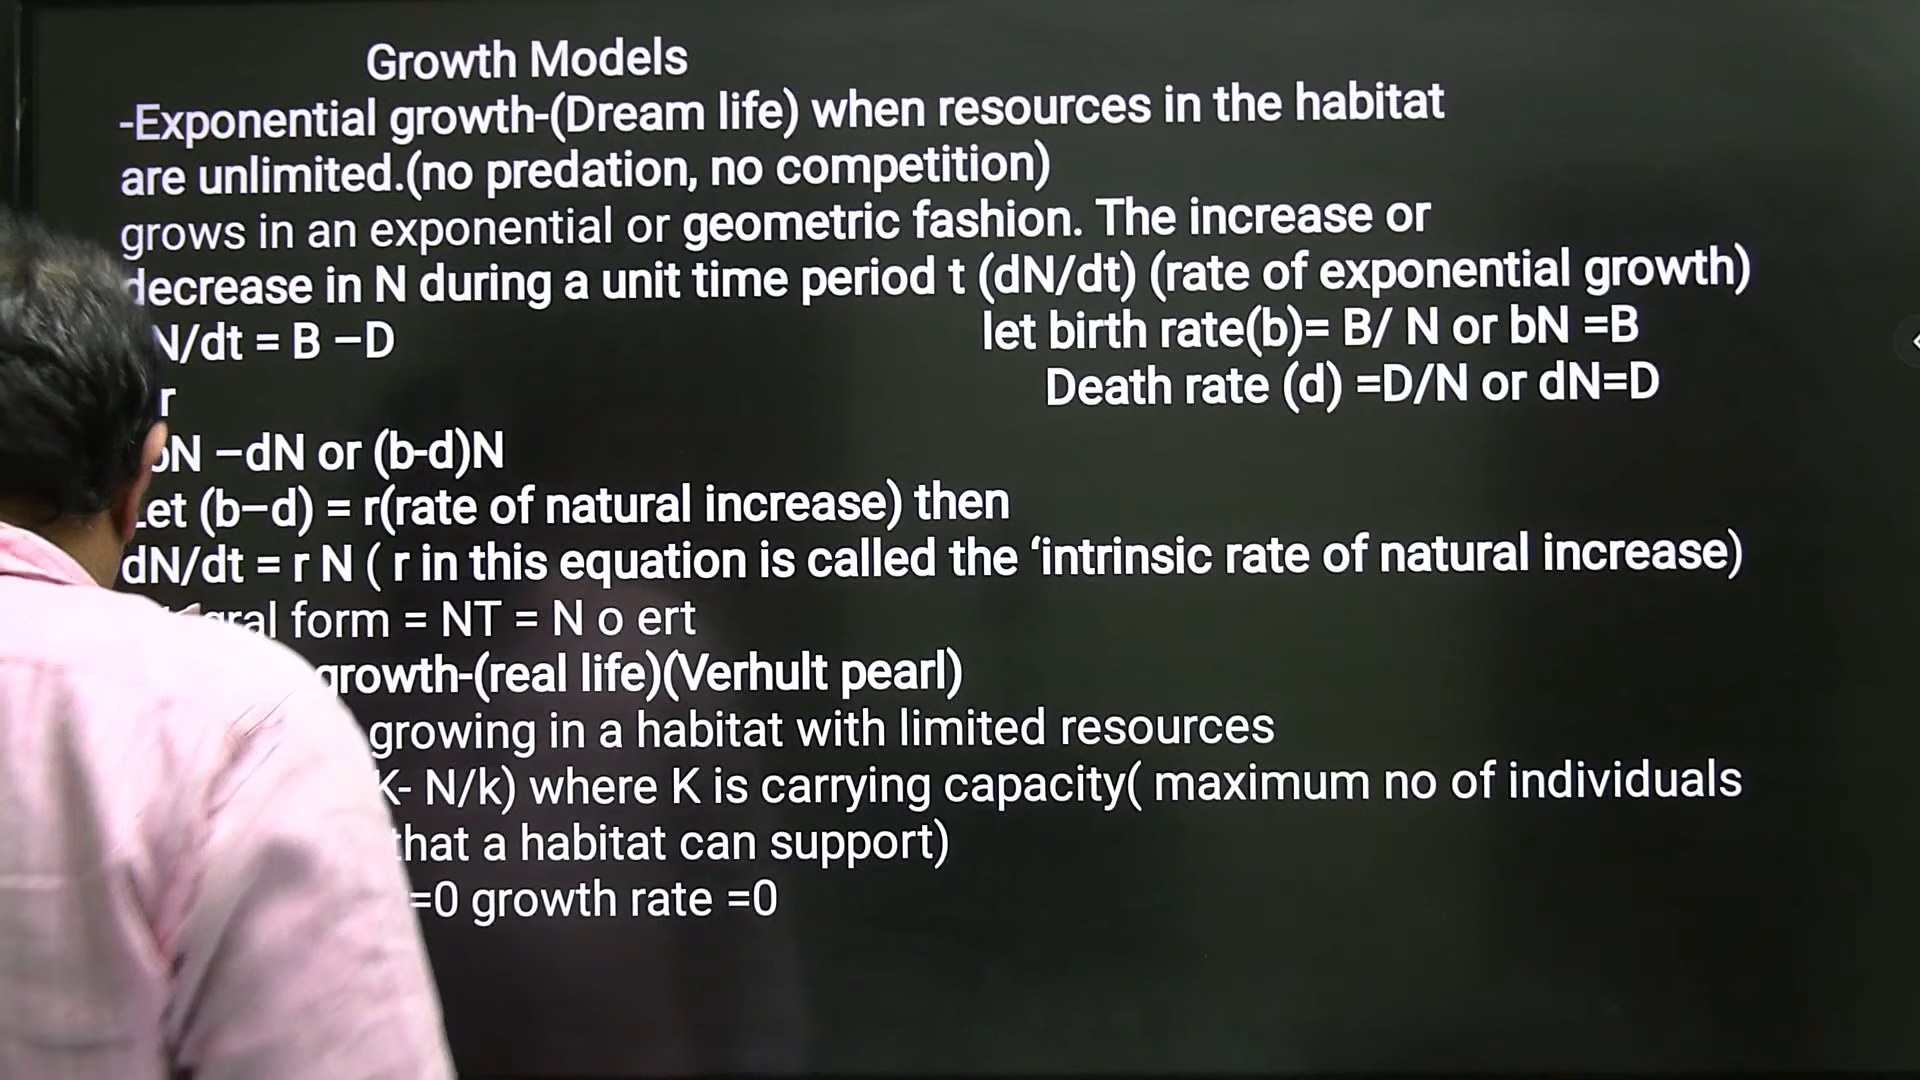 Growth Models
-Exponential growth-(Dream life) when resources in the habitat
are unlimited.(no predation, no competition)
grows in an exponential or geometric fashion. The increase or
decrease in N during a unit time period t (dN/dt) (rate of exponential growth)
N/dt = B –D let birth rate(b)= B/ N or bN =B
r Death rate (d) =D/N or dN=D
bN –dN or (b-d)N
Let (b–d) = r(rate of natural increase) then
dN/dt = r N ( r in this equation is called the ‘intrinsic rate of natural increase)
gral form = NT = N o ert
growth-(real life)(Verhult pearl)
growing in a habitat with limited resources
K- N/k) where K is carrying capacity( maximum no of individuals
that a habitat can support)
=0 growth rate =0